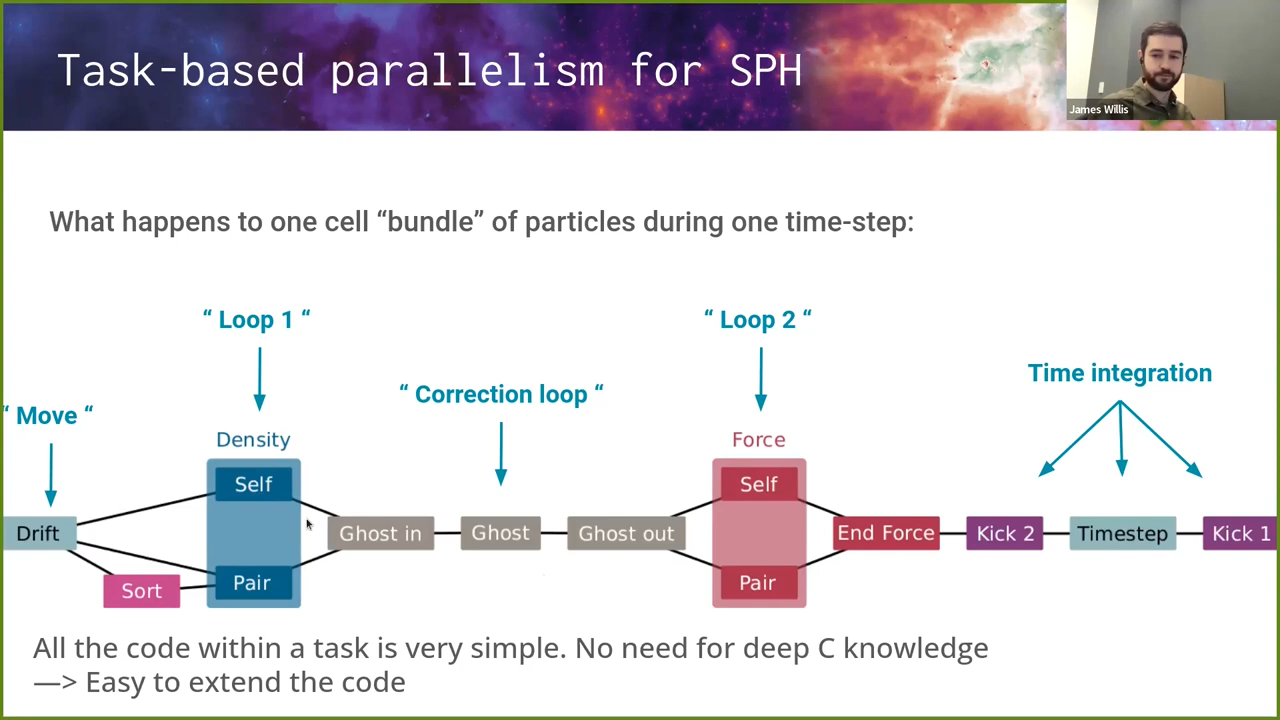 Task-based parallelism for SPH
James Willis
What happens to one cell “bundle” of particles during one time-step:
“ Loop 1 “
“ Loop 2 “
Time integration
“ Correction loop “
“ Move “
Density
Force
Self
Self
Drift
Ghost in
Ghost
Ghost out
End Force
Kick 2
Timestep
Kick 1
Sort
Pair
Pair
All the code within a task is very simple. No need for deep C knowledge
—> Easy to extend the code